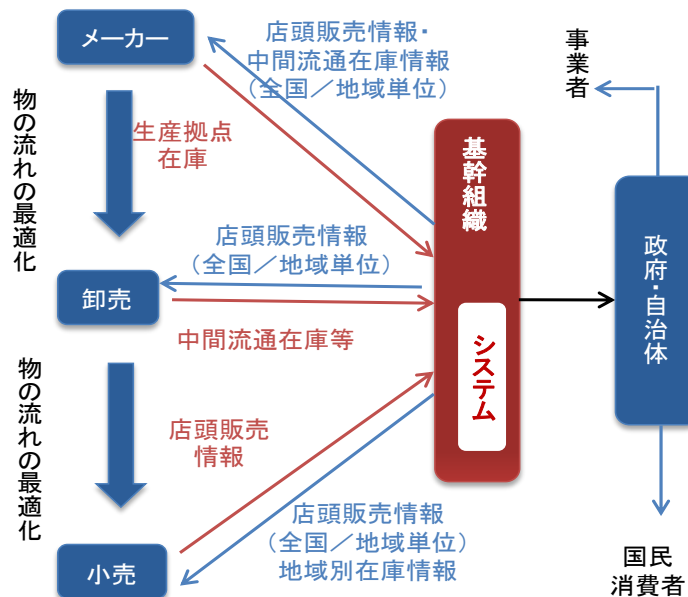 メーカー
店頭販売情報・
中間流通在庫情報
（全国／地域単位）
事業者
物の流れの最適化
生産拠点
在庫
基幹組織
店頭販売情報
（全国／地域単位）
政府・自治体
卸売
中間流通在庫等
システム
物の流れの最適化
店頭販売
情報
店頭販売情報
（全国／地域単位）
地域別在庫情報
小売
国民
消費者